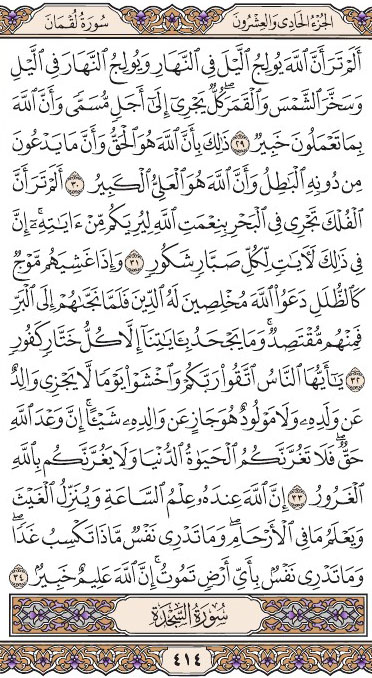 الجزء الحادي والعشرون سورة لقمان
أَلَمْ تَرَ أَنَّ ٱللَّهَ يُولِجُ ٱلَّيْلَ فِى ٱلنَّهَارِ وَيُولِجُ ٱلنَّهَارَ فِى ٱلَّيْلِ
وَسَخَّرَ ٱلشَّمْسَ وَٱلْقَمَرَۖ كُلٌّ يَجْرِىٓ إِلَىٰٓ أَجَلٍ مُّسَمًّى وَأَنَّ ٱللَّهَ
بِمَا تَعْمَلُونَ خَبِيرٌ ٢٩ ذَٰلِكَ بِأَنَّ ٱللَّهَ هُوَ ٱلْحَقُّ وَأَنَّ مَا يَدْعُونَ
مِن دُونِهِ ٱلْبَٰطِلُ وَأَنَّ ٱللَّهَ هُوَ ٱلْعَلِىُّ ٱلْكَبِيرُ ٣٠ أَلَمْ تَرَ أَنَّ
ٱلْفُلْكَ تَجْرِى فِى ٱلْبَحْرِ بِنِعْمَتِ ٱللَّهِ لِيُرِيَكُم مِّنْ ءَايَٰتِهِۦٓۚ إِنَّ
فِى ذَٰلِكَ لَءَايَٰتٍ لِّكُلِّ صَبَّارٍ شَكُورٍ ٣١ وَإِذَا غَشِيَهُم مَّوْجٌ
كَٱلظُّلَلِ دَعَوُا۟ ٱللَّهَ مُخْلِصِينَ لَهُ ٱلدِّينَ فَلَمَّا نَجَّىٰهُمْ إِلَى ٱلْبَرِّ
فَمِنْهُم مُّقْتَصِدٌۚ وَمَا يَجْحَدُ بِـَٔايَٰتِنَآ إِلَّا كُلُّ خَتَّارٍ كَفُورٍ
٣٢ يَٰٓأَيُّهَا ٱلنَّاسُ ٱتَّقُوا۟ رَبَّكُمْ وَٱخْشَوْا۟ يَوْمًا لَّا يَجْزِى وَالِدٌ
عَن وَلَدِهِۦ وَلَا مَوْلُودٌ هُوَ جَازٍ عَن وَالِدِهِۦ شَيْـًٔاۚ إِنَّ وَعْدَ ٱللَّهِ
حَقٌّۖ فَلَا تَغُرَّنَّكُمُ ٱلْحَيَوٰةُ ٱلدُّنْيَا وَلَا يَغُرَّنَّكُم بِٱللَّهِ
ٱلْغَرُورُ ٣٣ إِنَّ ٱللَّهَ عِندَهُۥ عِلْمُ ٱلسَّاعَةِ وَيُنَزِّلُ ٱلْغَيْثَ
وَيَعْلَمُ مَا فِى ٱلْأَرْحَامِۖ وَمَا تَدْرِى نَفْسٌ مَّاذَا تَكْسِبُ غَدًاۖ
وَمَا تَدْرِى نَفْسٌۢ بِأَىِّ أَرْضٍ تَمُوتُۚ إِنَّ ٱللَّهَ عَلِيمٌ خَبِيرٌۢ ٣٤
سُورَةُ السَّجْدَةِ
٤١٤